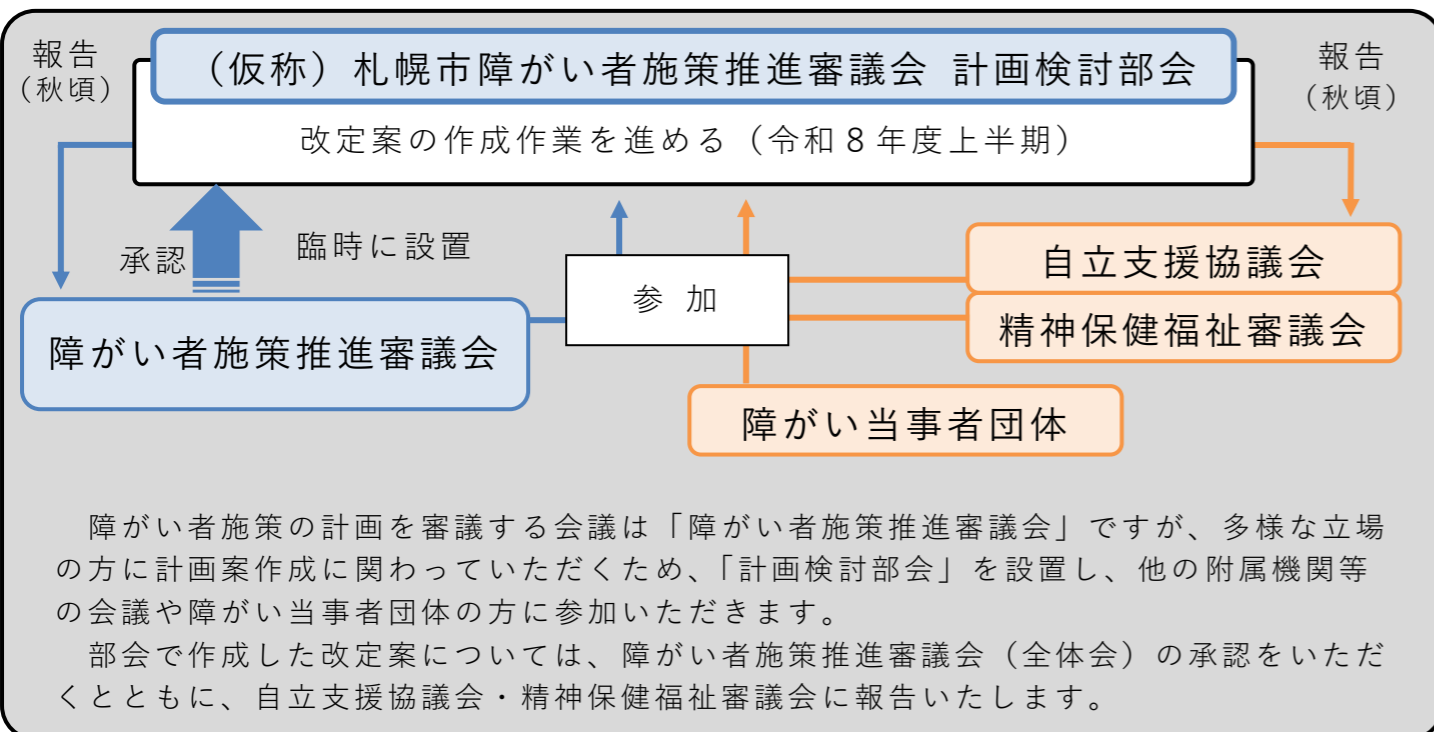 報告
（秋頃）
（仮称）札幌市障がい者施策推進審議会 計画検討部会
報告
（秋頃）
改定案の作成作業を進める（令和８年度上半期）
承認
臨時に設置
参 加
自立支援協議会
精神保健福祉審議会
障がい者施策推進審議会
障がい当事者団体
障がい者施策の計画を審議する会議は「障がい者施策推進審議会」ですが、多様な立場
の方に計画案作成に関わっていただくため、「計画検討部会」を設置し、他の附属機関等
の会議や障がい当事者団体の方に参加いただきます。
部会で作成した改定案については、障がい者施策推進審議会（全体会）の承認をいただ
くとともに、自立支援協議会・精神保健福祉審議会に報告いたします。